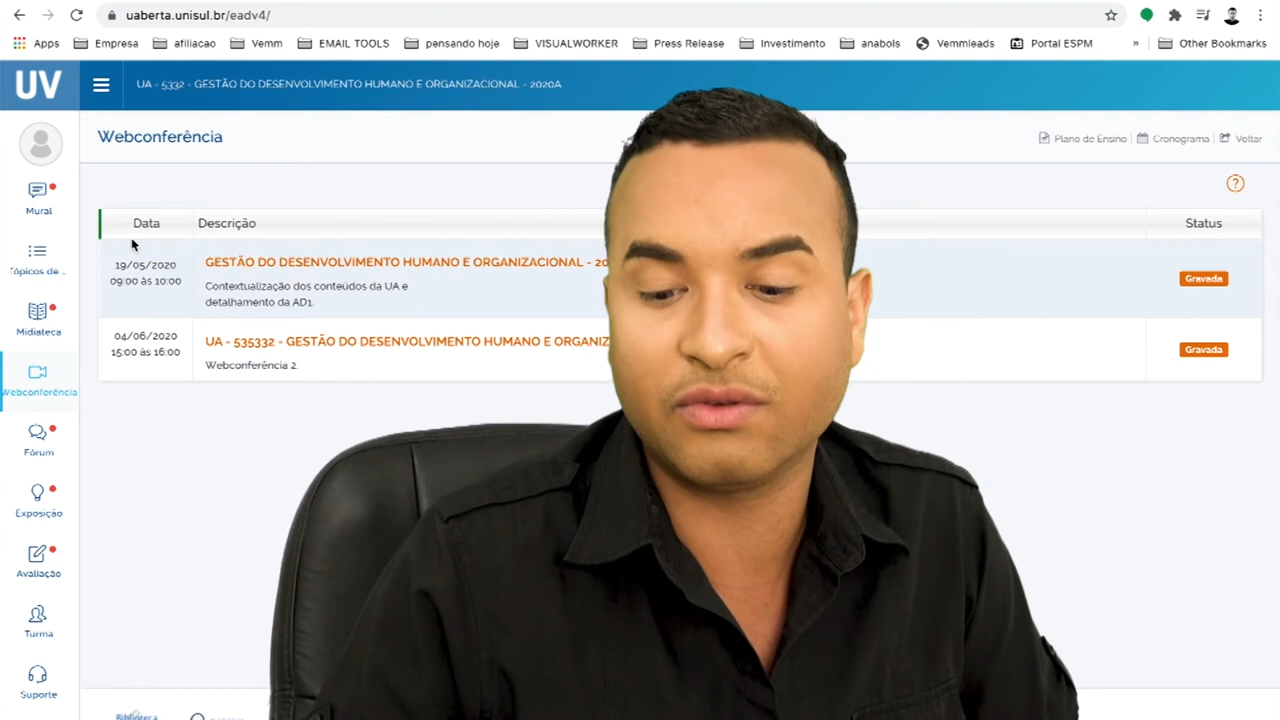 uaberta.unisul.br/eadv4/
Apps Empresa afiliacao Vemm EMAIL TOOLS pensando hoje VISUALWORKER Press Release Investimento anabols Vemmleads Portal ESPM » Other Bookmarks
UV UA - 5332 - GESTÃO DO DESENVOLVIMENTO HUMANO E ORGANIZACIONAL - 2020A
Webconferência
Plano de Ensino | Cronograma | Voltar
?
Data Descrição Status
19/05/2020
09:00 às 10:00
GESTÃO DO DESENVOLVIMENTO HUMANO E ORGANIZACIONAL - 20
Contextualização dos conteúdos da UA e
detalhamento da AD1.
Gravada
04/06/2020
15:00 às 16:00
UA - 535332 - GESTÃO DO DESENVOLVIMENTO HUMANO E ORGANIZ
Webconferência 2.
Gravada
Mural
Tópicos de ...
Midiateca
Webconferência
Fórum
Exposição
Avaliação
Turma
Suporte
Biblioteca